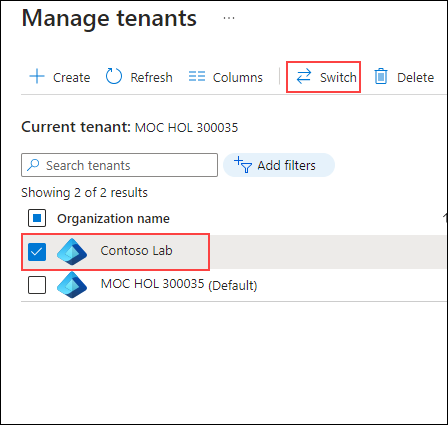 Manage tenants ...
Create Refresh Columns Switch Delete
Current tenant: MOC HOL 300035
Search tenants Add filters
Showing 2 of 2 results
Organization name
Contoso Lab
MOC HOL 300035 (Default)